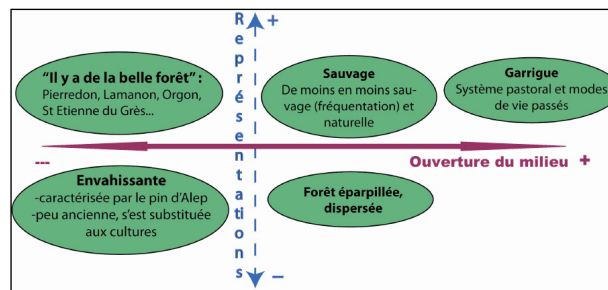 Représentations
+
"Il y a de la belle forêt" :
Pierredon, Lamanon, Orgon,
St Etienne du Grès...
Sauvage
De moins en moins sau-
vage (fréquentation) et
naturelle
Garrigue
Système pastoral et modes
de vie passés
---
Ouverture du milieu +
Envahissante
-caractérisée par le pin d'Alep
-peu ancienne, s'est substituée
aux cultures
Forêt éparpillée,
dispersée
–